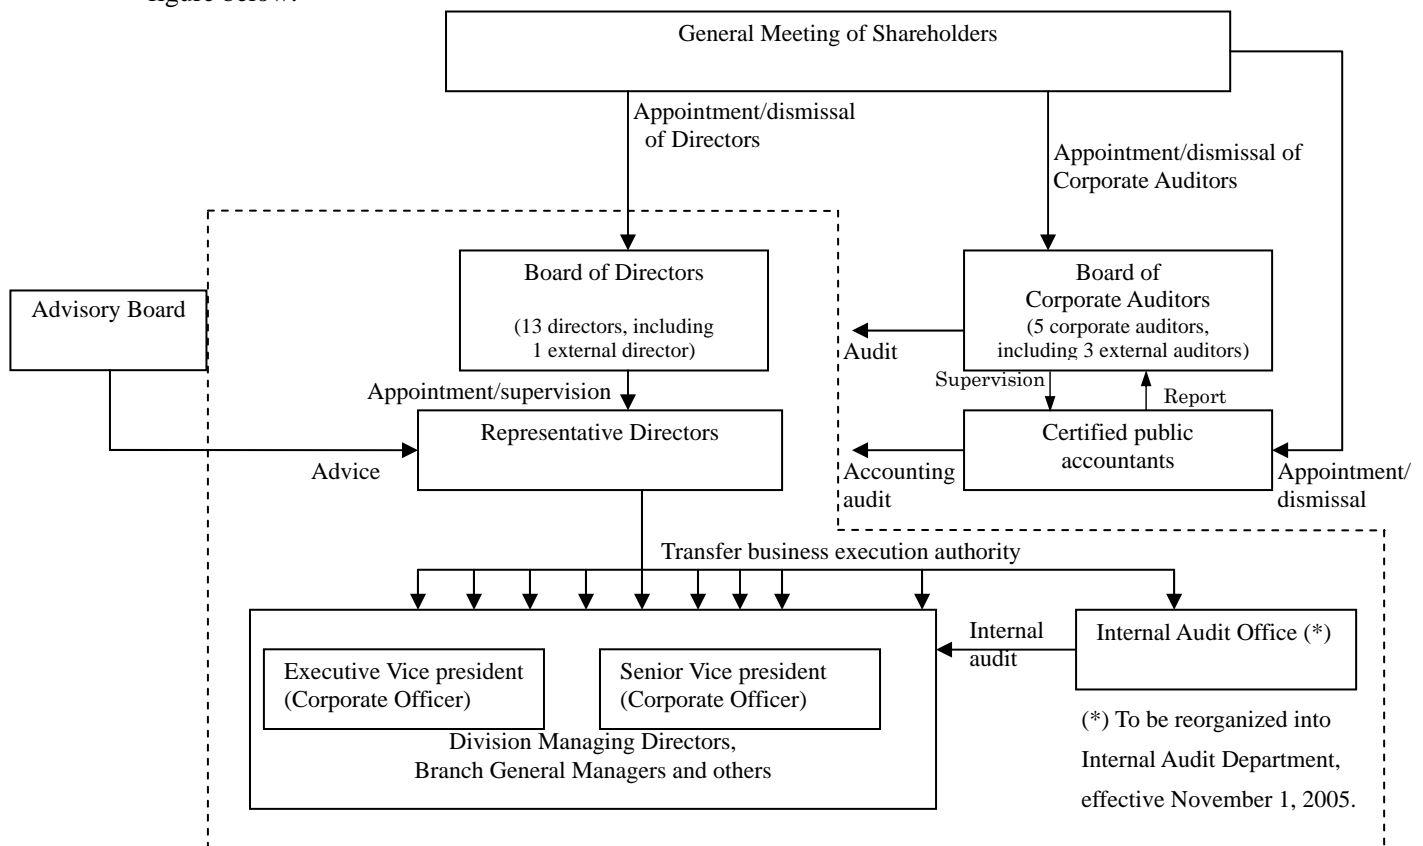 figure below.
General Meeting of Shareholders
Appointment/dismissal
of Directors
Appointment/dismissal of
Corporate Auditors
Board of Directors
(13 directors, including
1 external director)
Board of
Corporate Auditors
(5 corporate auditors,
including 3 external auditors)
Advisory Board
Audit
Appointment/supervision
Supervision
Report
Representative Directors
Certified public
accountants
Advice
Accounting
audit
Appointment/
dismissal
Transfer business execution authority
Executive Vice president
(Corporate Officer)
Senior Vice president
(Corporate Officer)
Division Managing Directors,
Branch General Managers and others
Internal
audit
Internal Audit Office (*)
(*) To be reorganized into
Internal Audit Department,
effective November 1, 2005.